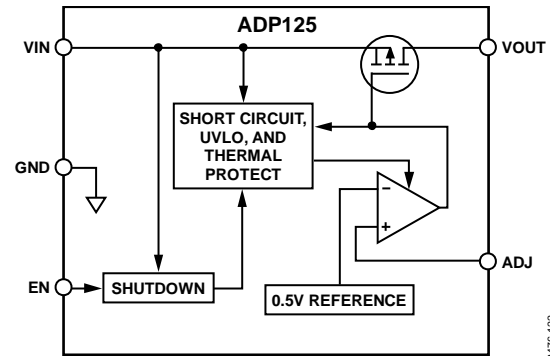 ADP125
VIN
VOUT
SHORT CIRCUIT,
UVLO, AND
THERMAL
PROTECT
GND
−
+
ADJ
EN
SHUTDOWN
0.5V REFERENCE